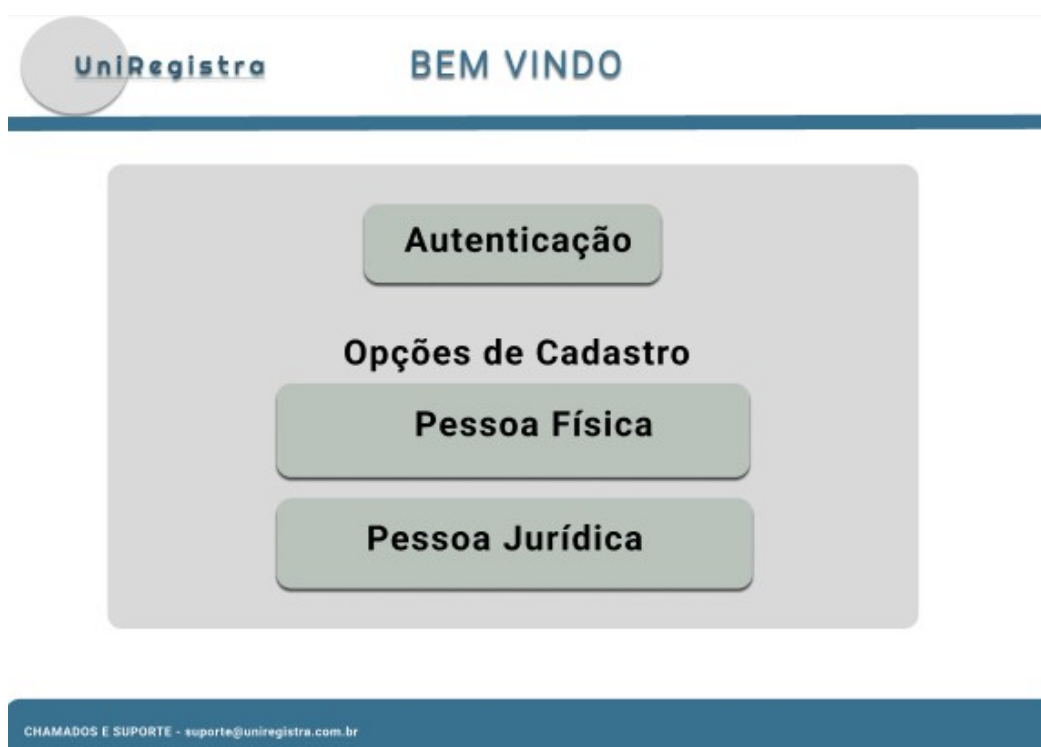 UniRegistra
BEM VINDO
Autenticação
Opções de Cadastro
Pessoa Física
Pessoa Jurídica
CHAMADOS E SUPORTE - suporte@uniregistra.com.br